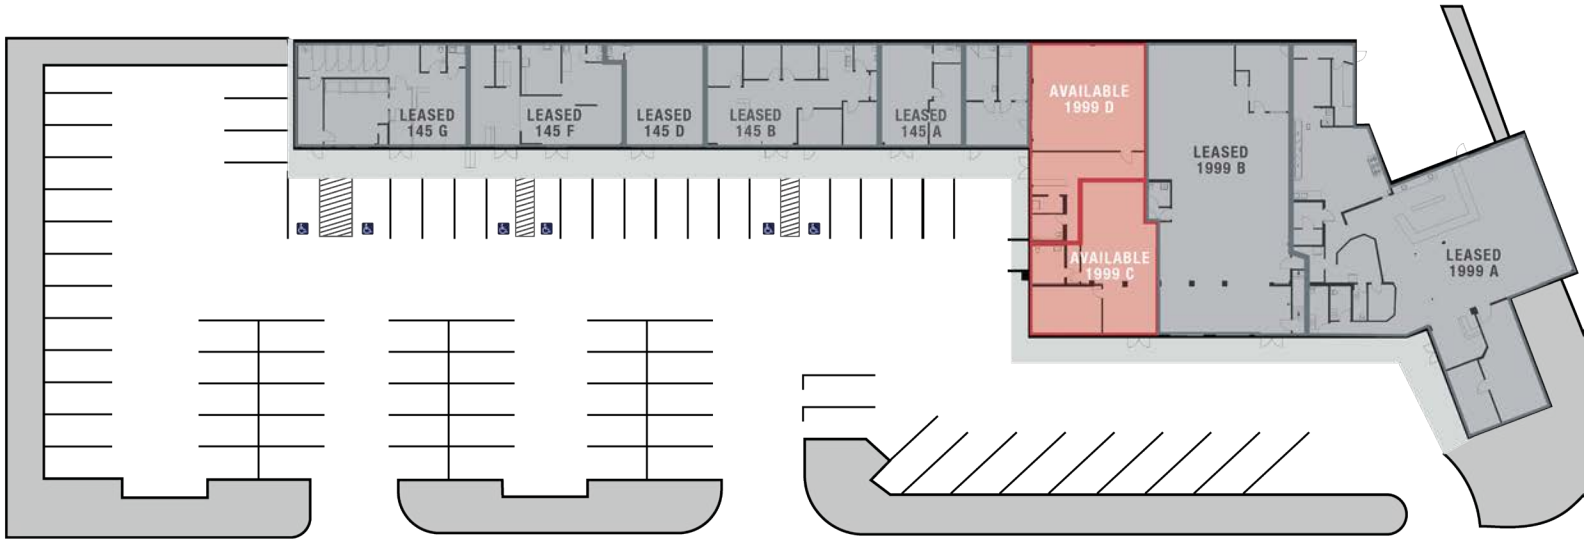 LEASED
145 G
LEASED
145 F
LEASED
145 D
LEASED
145 B
LEASED
145 A
AVAILABLE
1999 D
LEASED
1999 B
AVAILABLE
1999 C
LEASED
1999 A